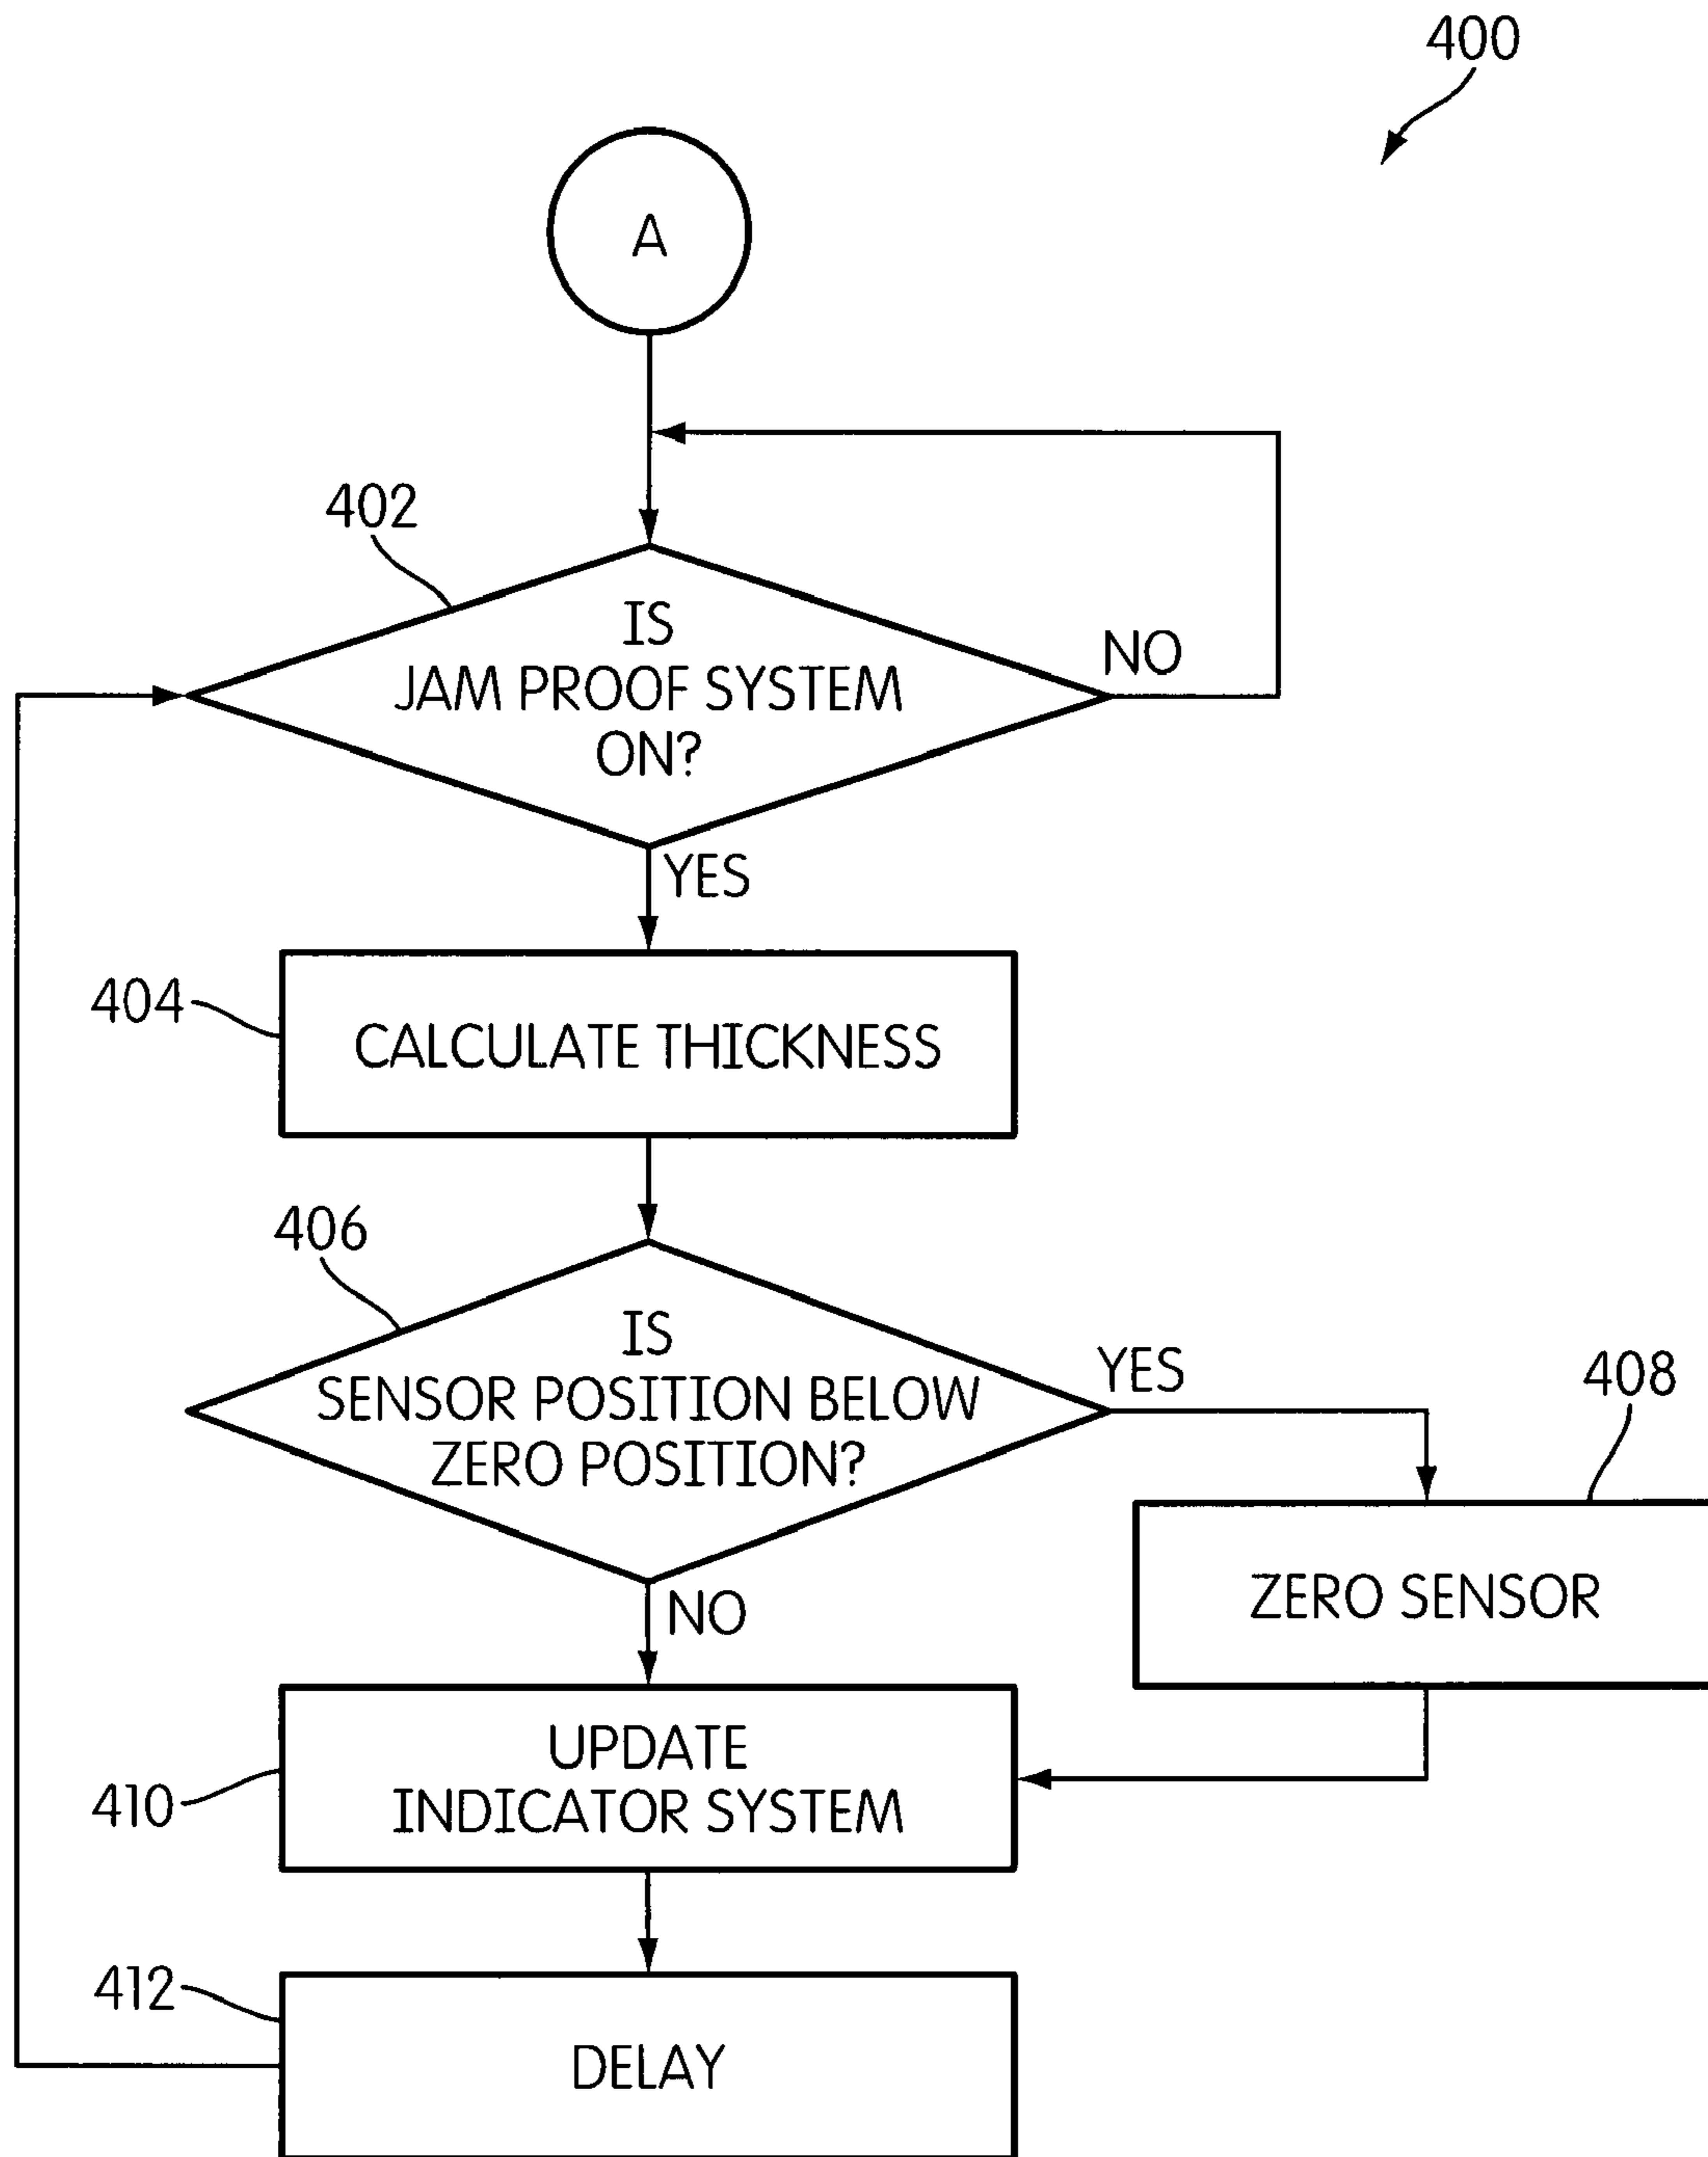 400
A
402
IS
JAM PROOF SYSTEM
ON?
NO
YES
404
CALCULATE THICKNESS
406
IS
SENSOR POSITION BELOW
ZERO POSITION?
YES
408
ZERO SENSOR
NO
410
UPDATE
INDICATOR SYSTEM
412
DELAY